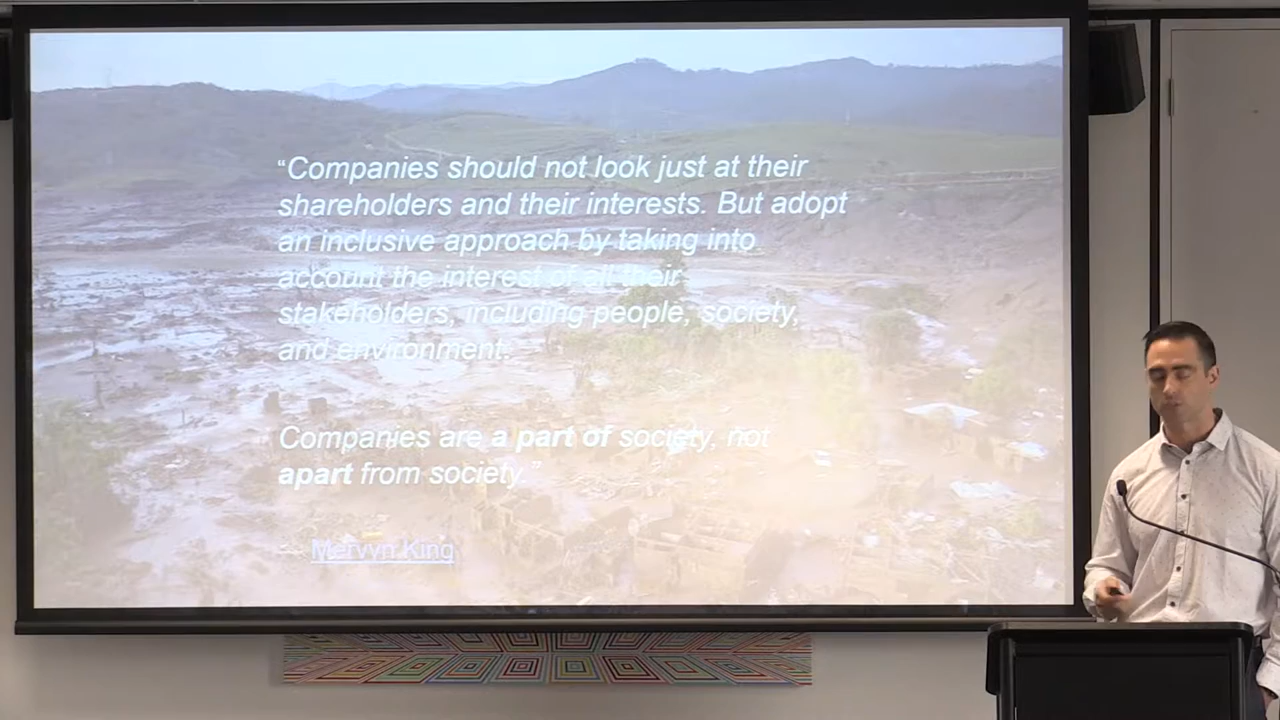 “Companies should not look just at their
shareholders and their interests. But adopt
an inclusive approach by taking into
account the interest of all their
stakeholders, including people, society,
and environment.
Companies are a part of society, not
apart from society.”
Mervyn King